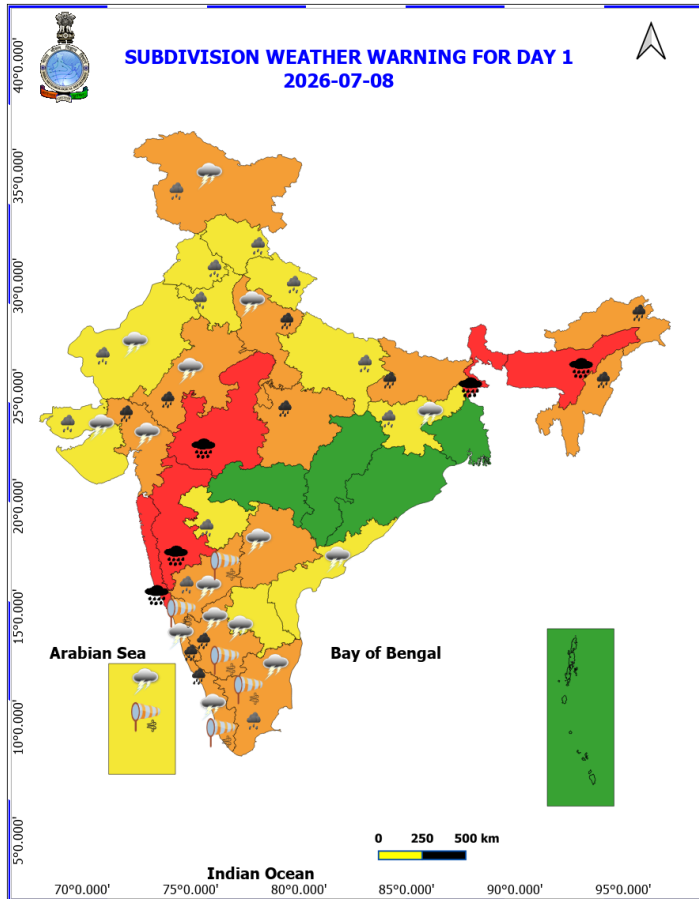 SUBDIVISION WEATHER WARNING FOR DAY 1
2026-07-08
40°0.000'
35°0.000'
30°0.000'
25°0.000'
20°0.000'
15°0.000'
10°0.000'
5°0.000'
Arabian Sea
Bay of Bengal
0 250 500 km
Indian Ocean
70°0.000' 75°0.000' 80°0.000' 85°0.000' 90°0.000' 95°0.000'